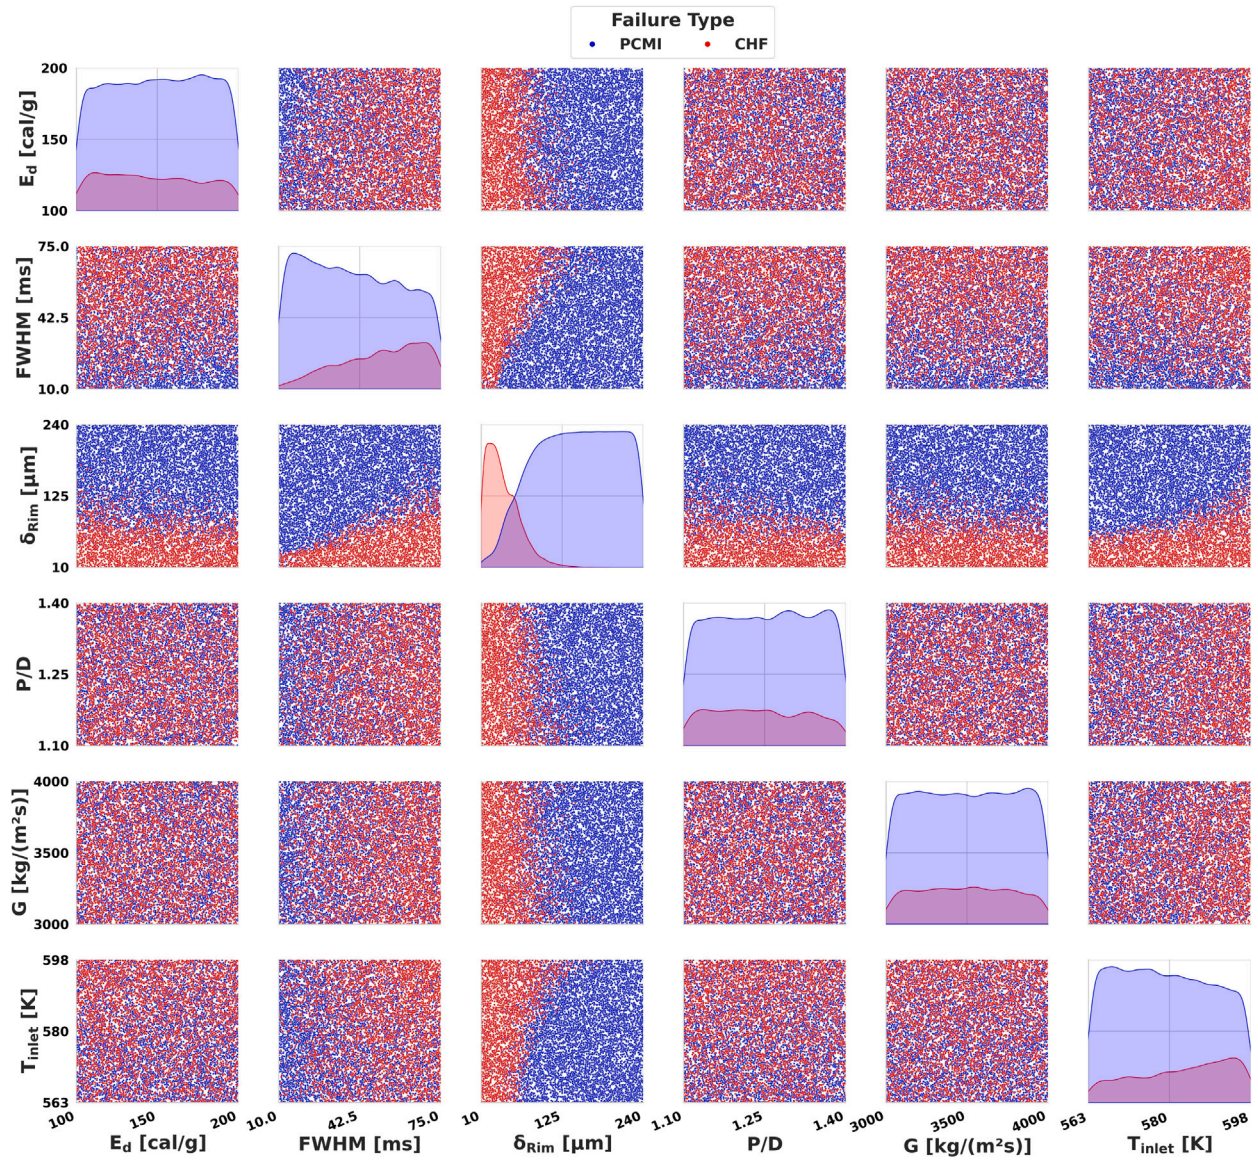 Failure Type
PCMI CHF
E_d [cal/g]
200
150
100
FWHM [ms]
75.0
42.5
10.0
δ_Rim [µm]
240
125
10
P/D
1.40
1.25
1.10
G [kg/(m²s)]
4000
3500
3000
T_inlet [K]
598
580
563
100 150 200
10.0 42.5 75.0
10 125 240
1.10 1.25 1.40
3000 3500 4000
563 580 598
E_d [cal/g] FWHM [ms] δ_Rim [µm] P/D G [kg/(m²s)] T_inlet [K]